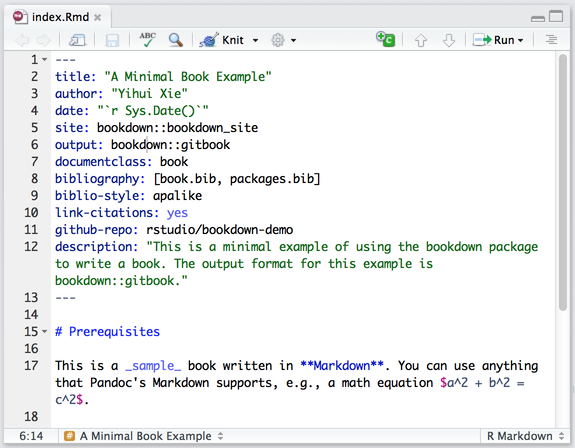 index.Rmd
ABC Knit Run
1 ---
2 title: "A Minimal Book Example"
3 author: "Yihui Xie"
4 date: "`r Sys.Date()`"
5 site: bookdown::bookdown_site
6 output: bookdown::gitbook
7 documentclass: book
8 bibliography: [book.bib, packages.bib]
9 biblio-style: apalike
10 link-citations: yes
11 github-repo: rstudio/bookdown-demo
12 description: "This is a minimal example of using the bookdown package
to write a book. The output format for this example is
bookdown::gitbook."
13 ---
14
15 # Prerequisites
16
17 This is a _sample_ book written in **Markdown**. You can use anything
that Pandoc's Markdown supports, e.g., a math equation $a^2 + b^2 =
c^2$.
18
6:14 # A Minimal Book Example R Markdown